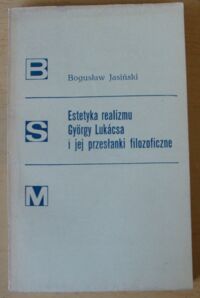 B
Bogusław Jasiński
S
Estetyka realizmu
György Lukácsa
i jej przesłanki filozoficzne
M